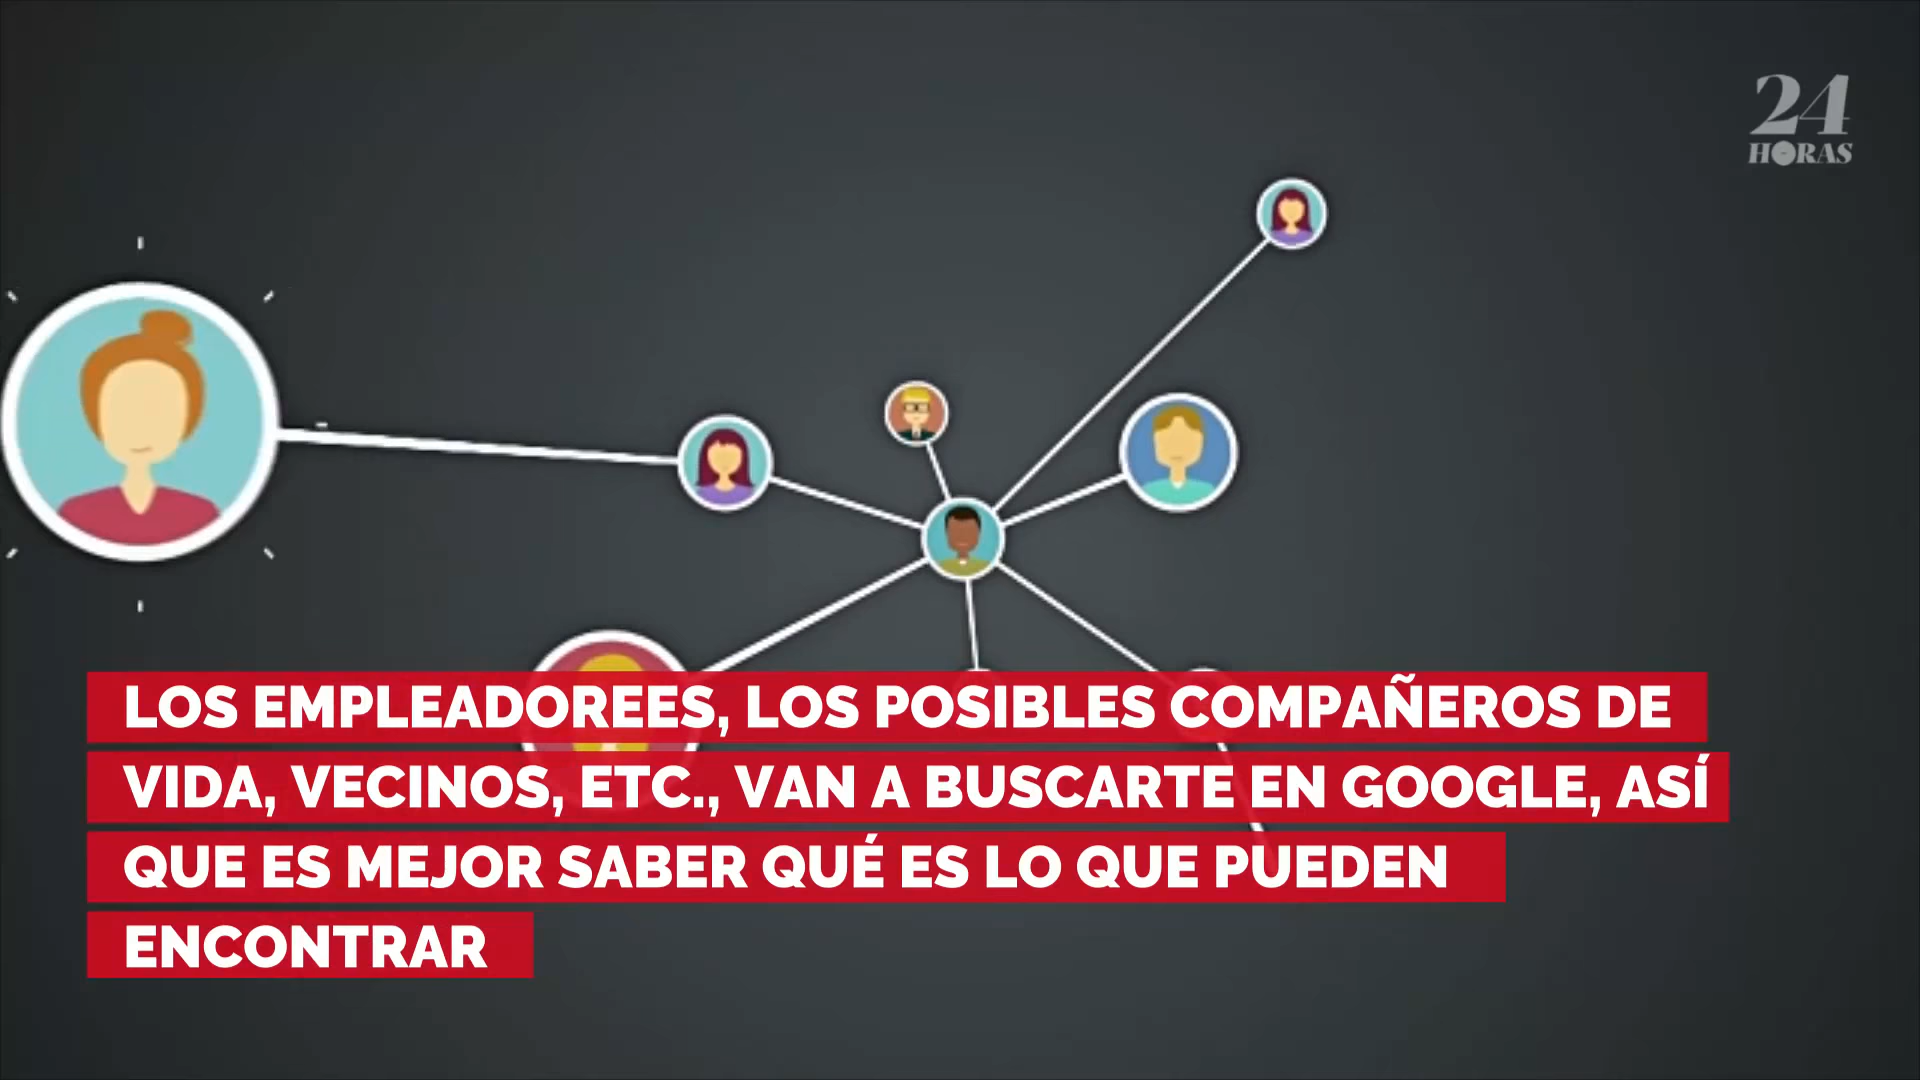 24
HORAS
LOS EMPLEADOREES, LOS POSIBLES COMPAÑEROS DE
VIDA, VECINOS, ETC., VAN A BUSCARTE EN GOOGLE, ASÍ
QUE ES MEJOR SABER QUÉ ES LO QUE PUEDEN
ENCONTRAR